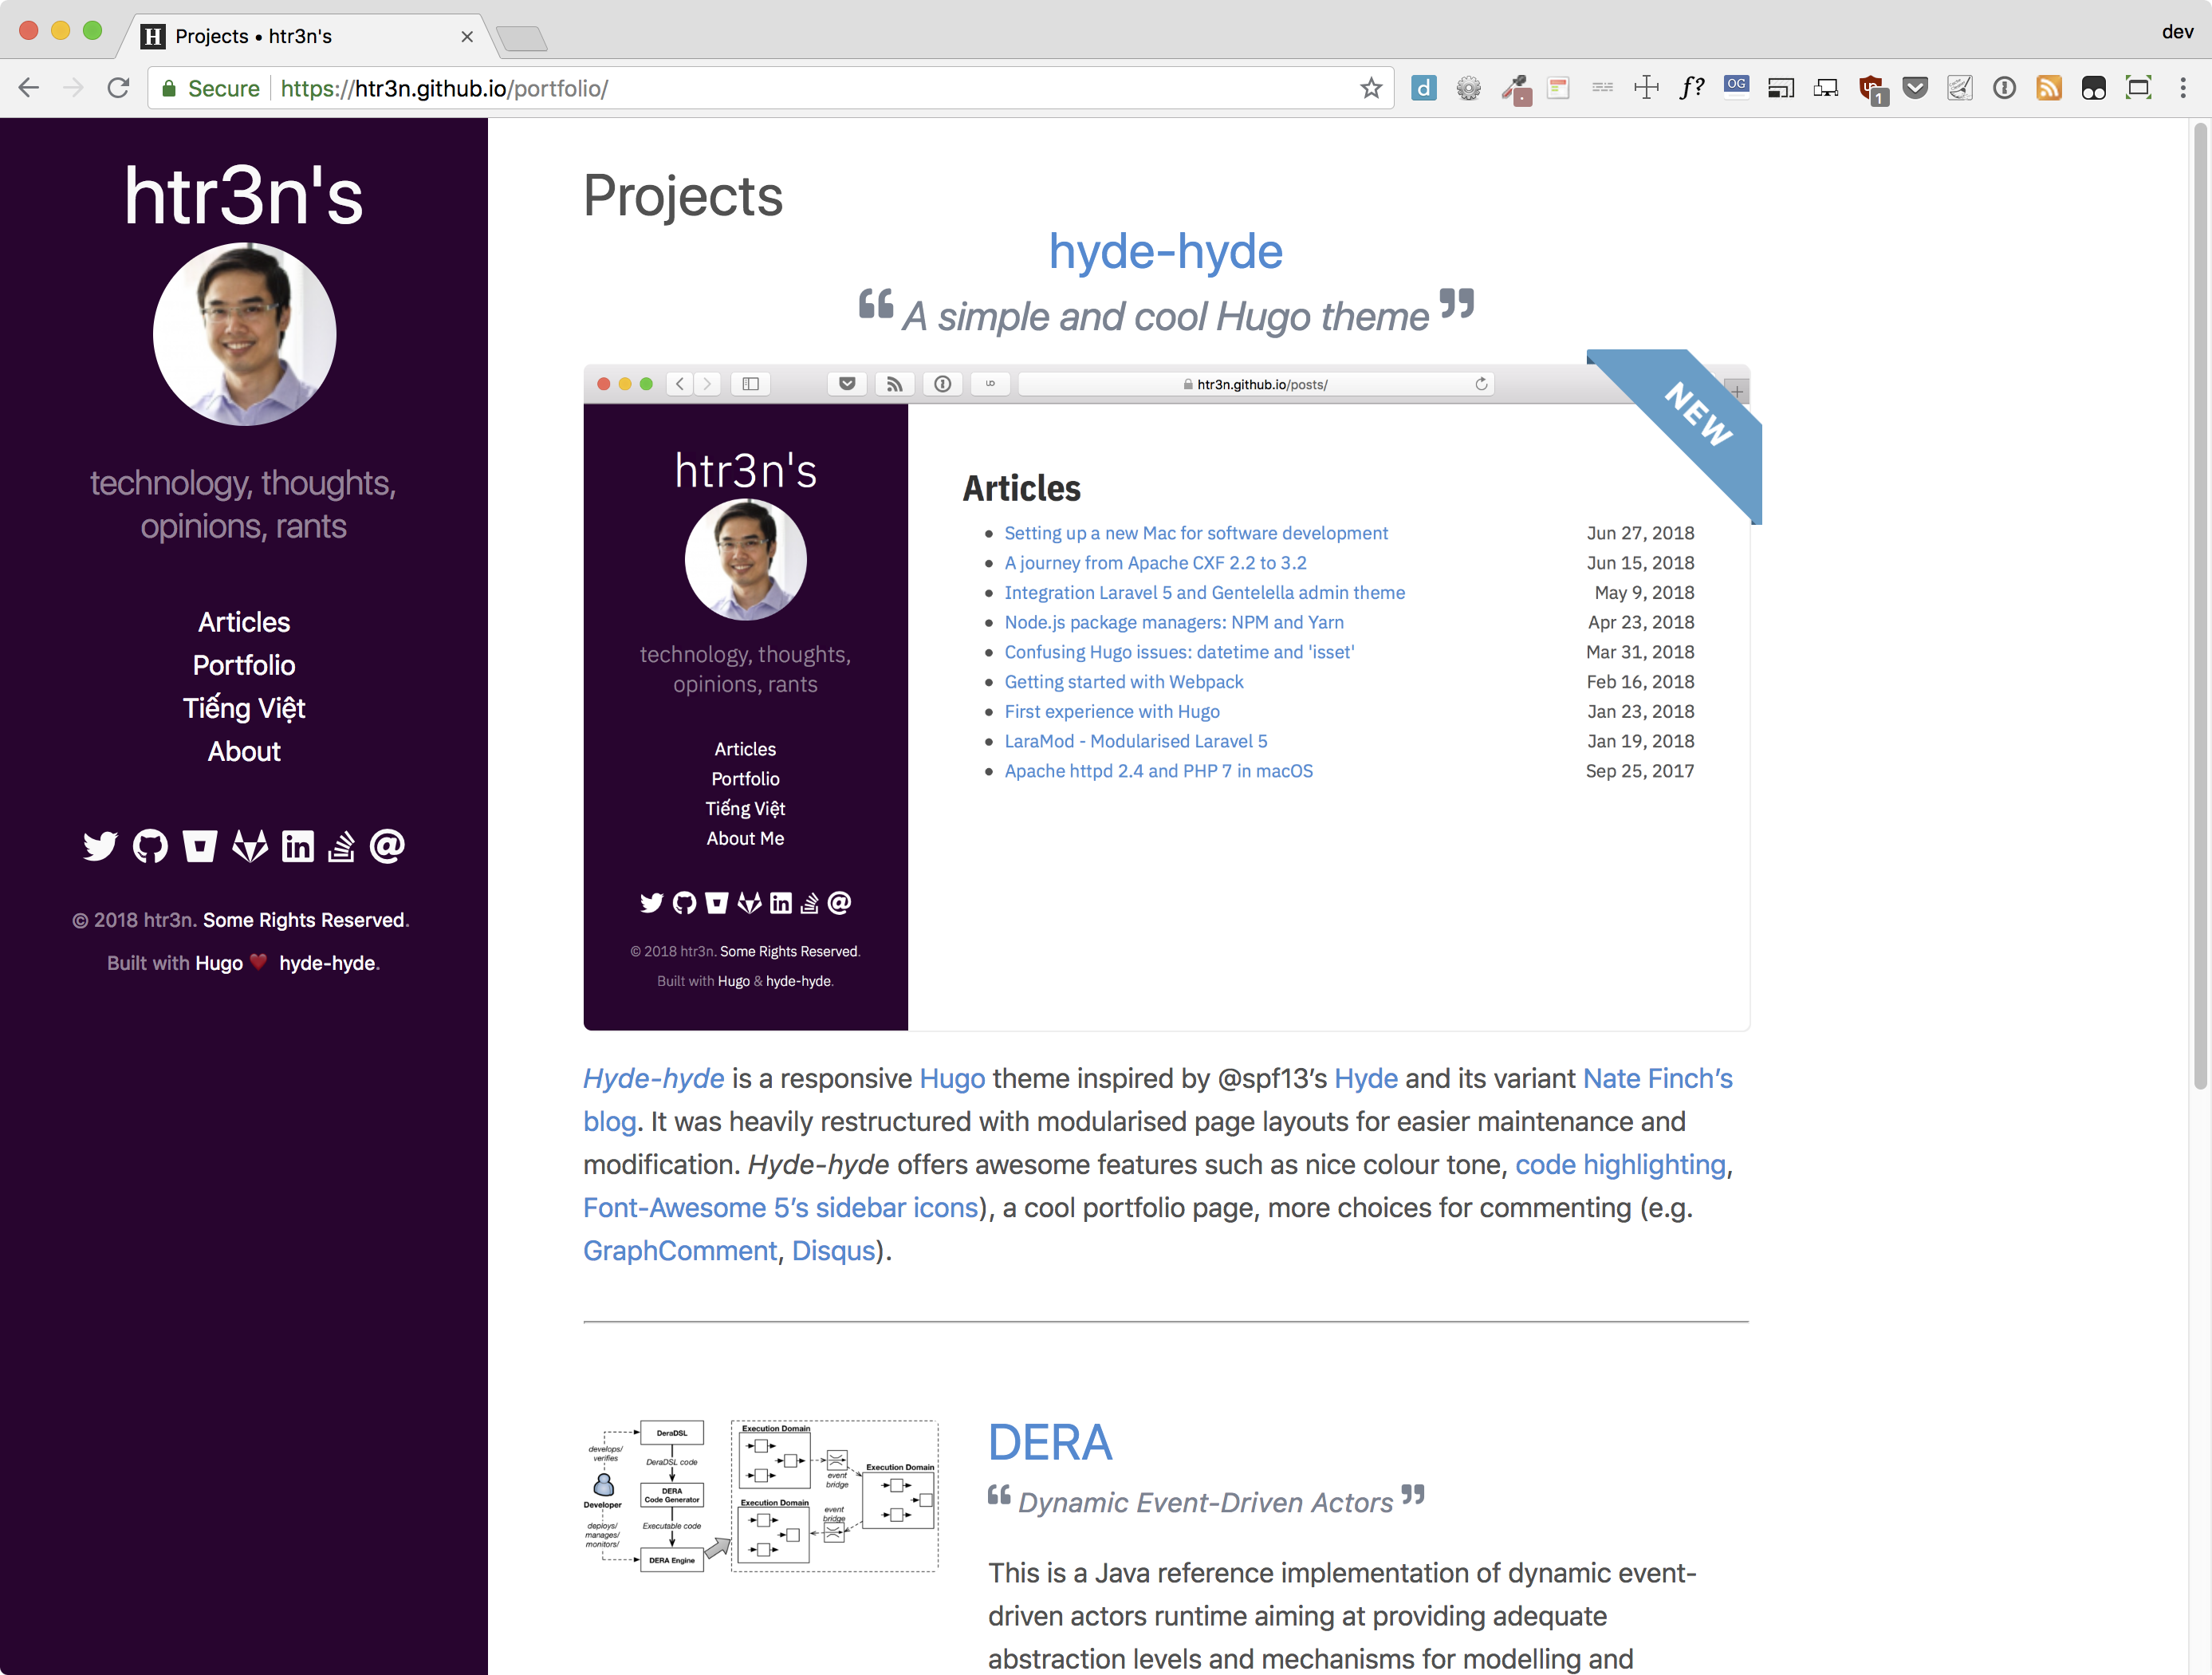 Projects • htr3n's
dev
Secure
https://htr3n.github.io/portfolio/
d
f?
OG
1
htr3n's
technology, thoughts,
opinions, rants
Articles
Portfolio
Tiếng Việt
About
© 2018 htr3n. Some Rights Reserved.
Built with Hugo ♥ hyde-hyde.
Projects
hyde-hyde
“ A simple and cool Hugo theme ”
htr3n.github.io/posts/
NEW
htr3n's
technology, thoughts,
opinions, rants
Articles
Portfolio
Tiếng Việt
About Me
© 2018 htr3n. Some Rights Reserved.
Built with Hugo & hyde-hyde.
Articles
Setting up a new Mac for software development Jun 27, 2018
A journey from Apache CXF 2.2 to 3.2 Jun 15, 2018
Integration Laravel 5 and Gentelella admin theme May 9, 2018
Node.js package managers: NPM and Yarn Apr 23, 2018
Confusing Hugo issues: datetime and 'isset' Mar 31, 2018
Getting started with Webpack Feb 16, 2018
First experience with Hugo Jan 23, 2018
LaraMod - Modularised Laravel 5 Jan 19, 2018
Apache httpd 2.4 and PHP 7 in macOS Sep 25, 2017
Hyde-hyde is a responsive Hugo theme inspired by @spf13’s Hyde and its variant Nate Finch’s
blog. It was heavily restructured with modularised page layouts for easier maintenance and
modification. Hyde-hyde offers awesome features such as nice colour tone, code highlighting,
Font-Awesome 5’s sidebar icons), a cool portfolio page, more choices for commenting (e.g.
GraphComment, Disqus).
develops/
verifies
Developer
deploys/
manages/
monitors/
DeraDSL
DeraDSL code
DERA
Code Generator
Executable code
DERA Engine
Execution Domain
Execution Domain
event
bridge
event
bridge
Execution Domain
DERA
“ Dynamic Event-Driven Actors ”
This is a Java reference implementation of dynamic event-
driven actors runtime aiming at providing adequate
abstraction levels and mechanisms for modelling and